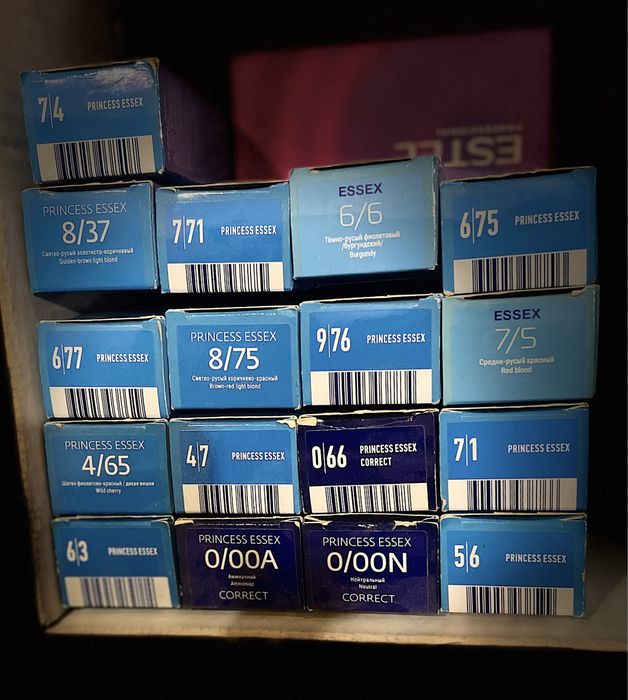 ESTEL
PROFESSIONAL
7/4 PRINCESS ESSEX
PRINCESS ESSEX
8/37
Светло-русый золотисто-коричневый
Golden-brown light blond
7/71 PRINCESS ESSEX
ESSEX
6/6
Тёмно-русый фиолетовый
/бургундский/
Burgundy
6/75 PRINCESS ESSEX
6/77 PRINCESS ESSEX
PRINCESS ESSEX
8/75
Светло-русый коричнево-красный
Brown-red light blond
9/76 PRINCESS ESSEX
ESSEX
7/5
Средне-русый красный
Red blond
PRINCESS ESSEX
4/65
Шатен фиолетово-красный / дикая вишня
Wild cherry
4/7 PRINCESS ESSEX
0/66 PRINCESS ESSEX
CORRECT
7/1 PRINCESS ESSEX
6/3 PRINCESS ESSEX
PRINCESS ESSEX
0/00A
Аммиачный
Ammoniac
CORRECT
PRINCESS ESSEX
0/00N
Нейтральный
Neutral
CORRECT
5/6 PRINCESS ESSEX